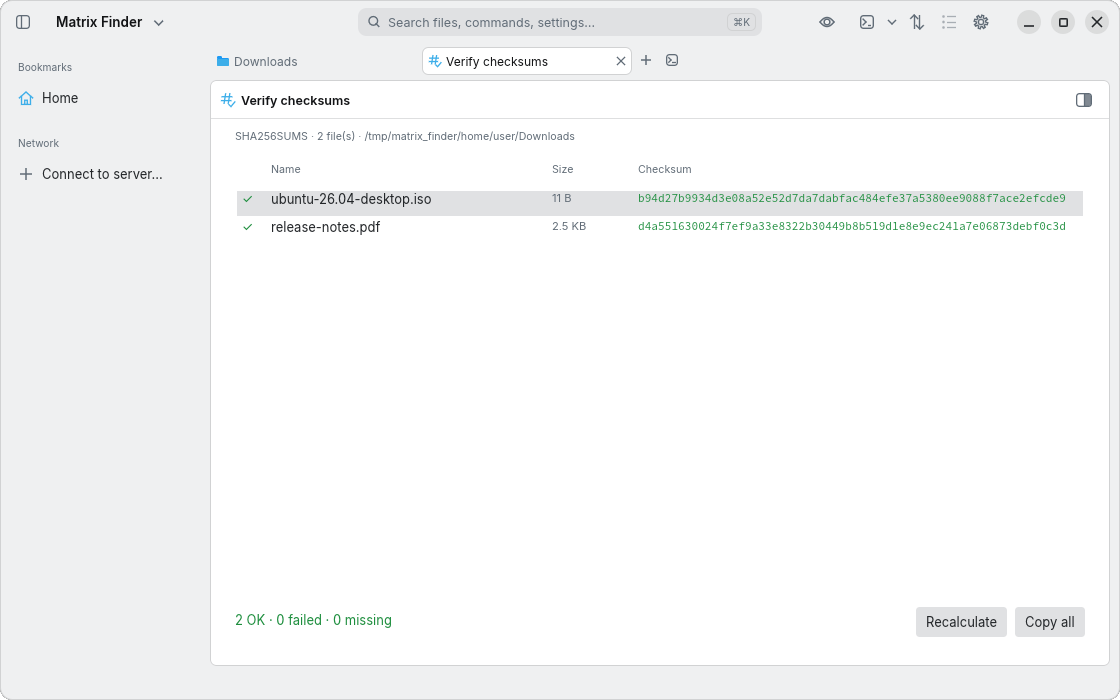 Matrix Finder
Search files, commands, settings... ⌘K
Bookmarks
Home
Network
Connect to server...
Downloads
Verify checksums
Verify checksums
SHA256SUMS · 2 file(s) · /tmp/matrix_finder/home/user/Downloads
Name Size Checksum
ubuntu-26.04-desktop.iso 11 B b94d27b9934d3e08a52e52d7da7dabfac484efe37a5380ee9088f7ace2efcde9
release-notes.pdf 2.5 KB d4a551630024f7ef9a33e8322b30449b8b519d1e8e9ec241a7e06873debf0c3d
2 OK · 0 failed · 0 missing
Recalculate
Copy all